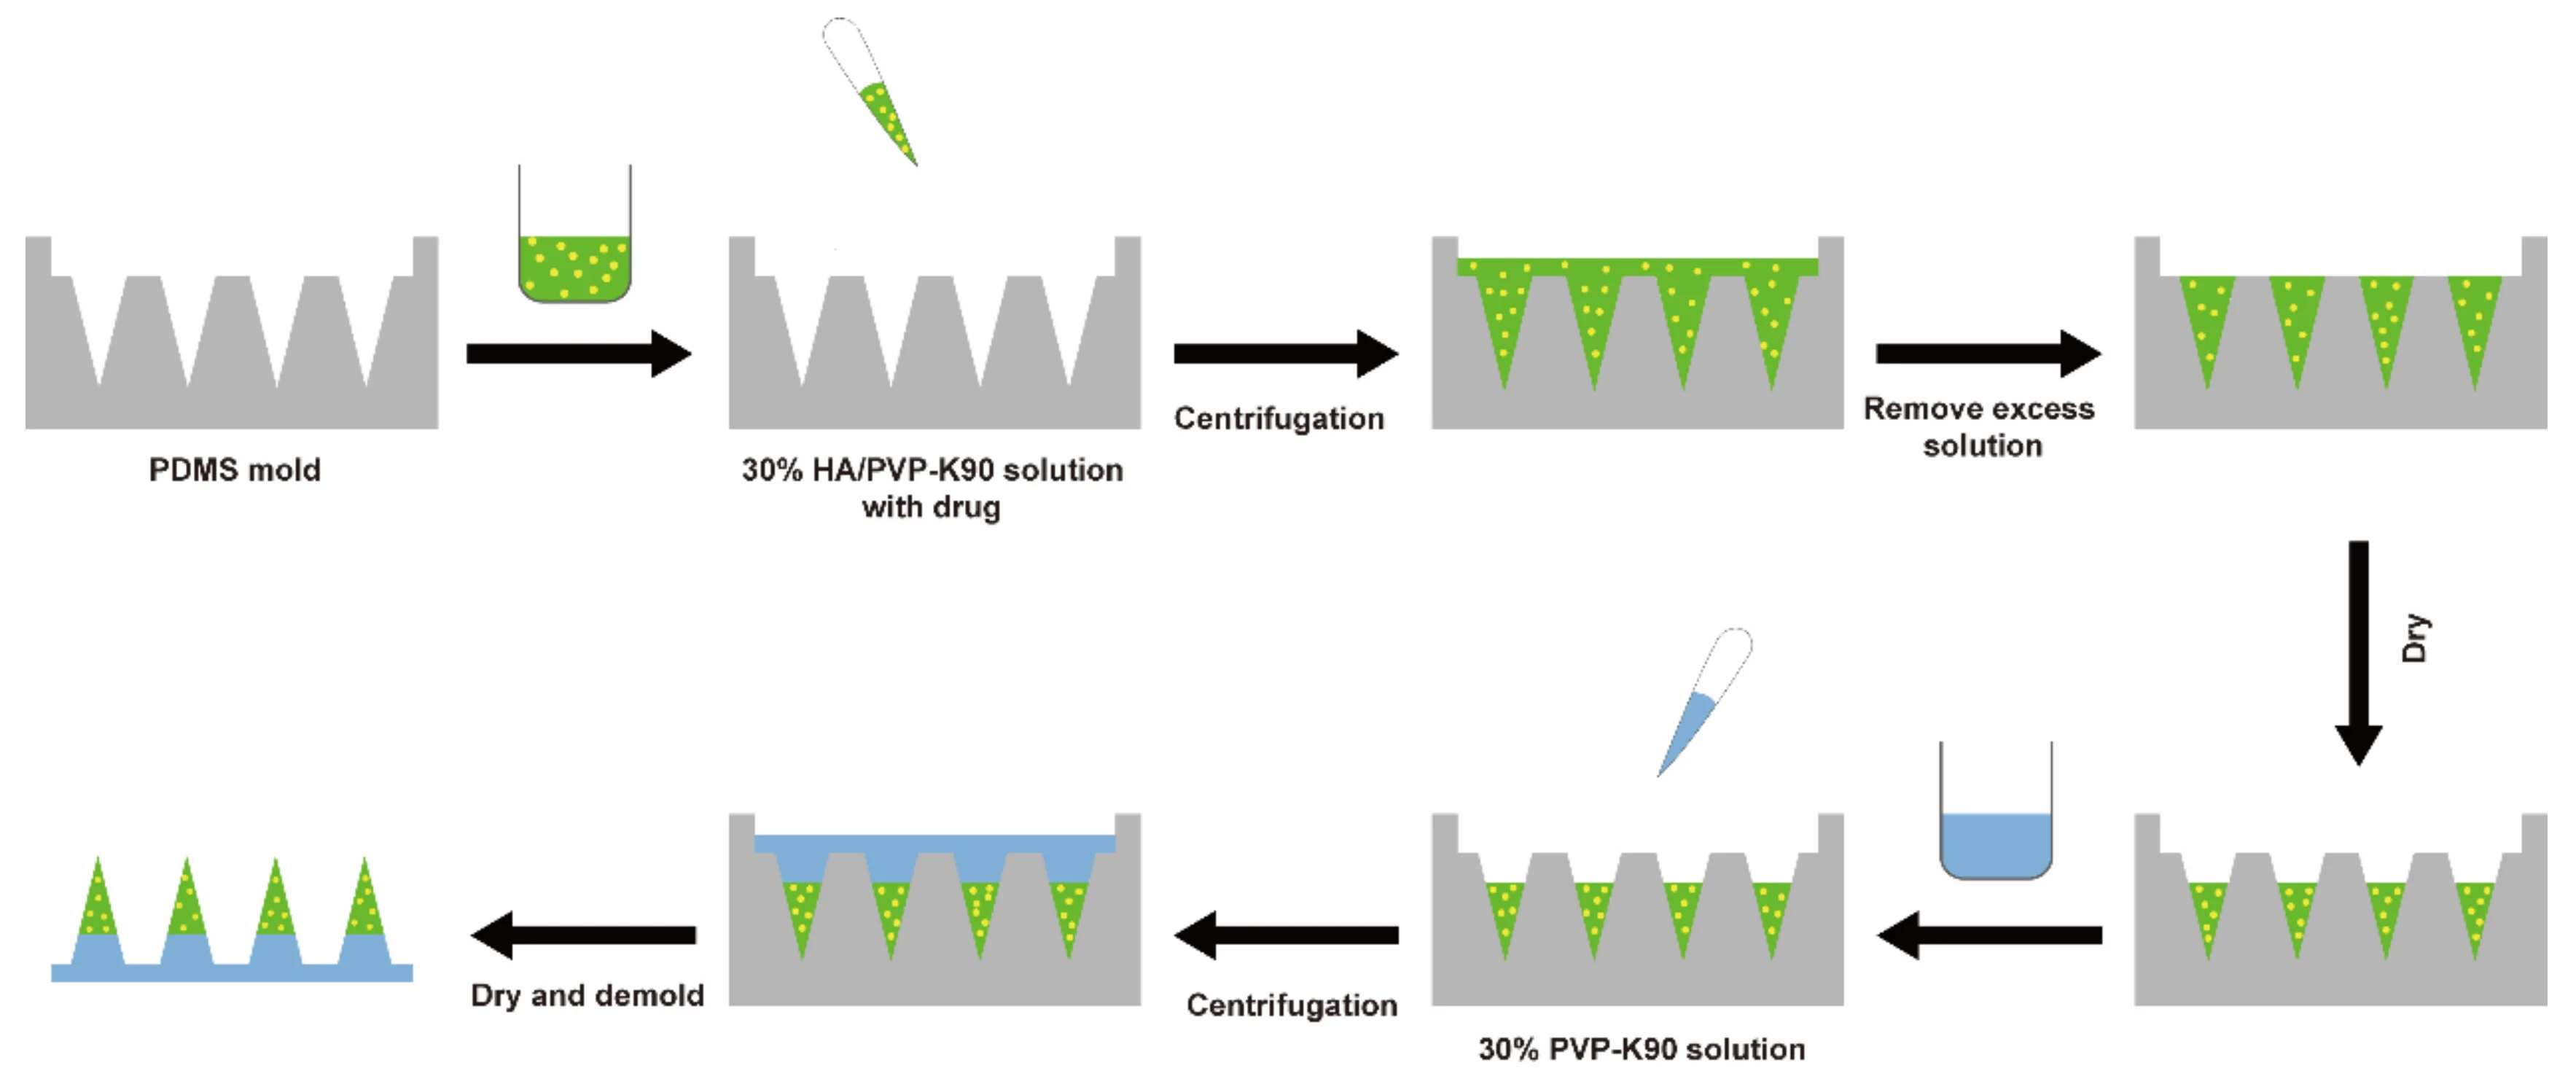 PDMS mold
30% HA/PVP-K90 solution
with drug
Centrifugation
Remove excess
solution
Dry
30% PVP-K90 solution
Centrifugation
Dry and demold